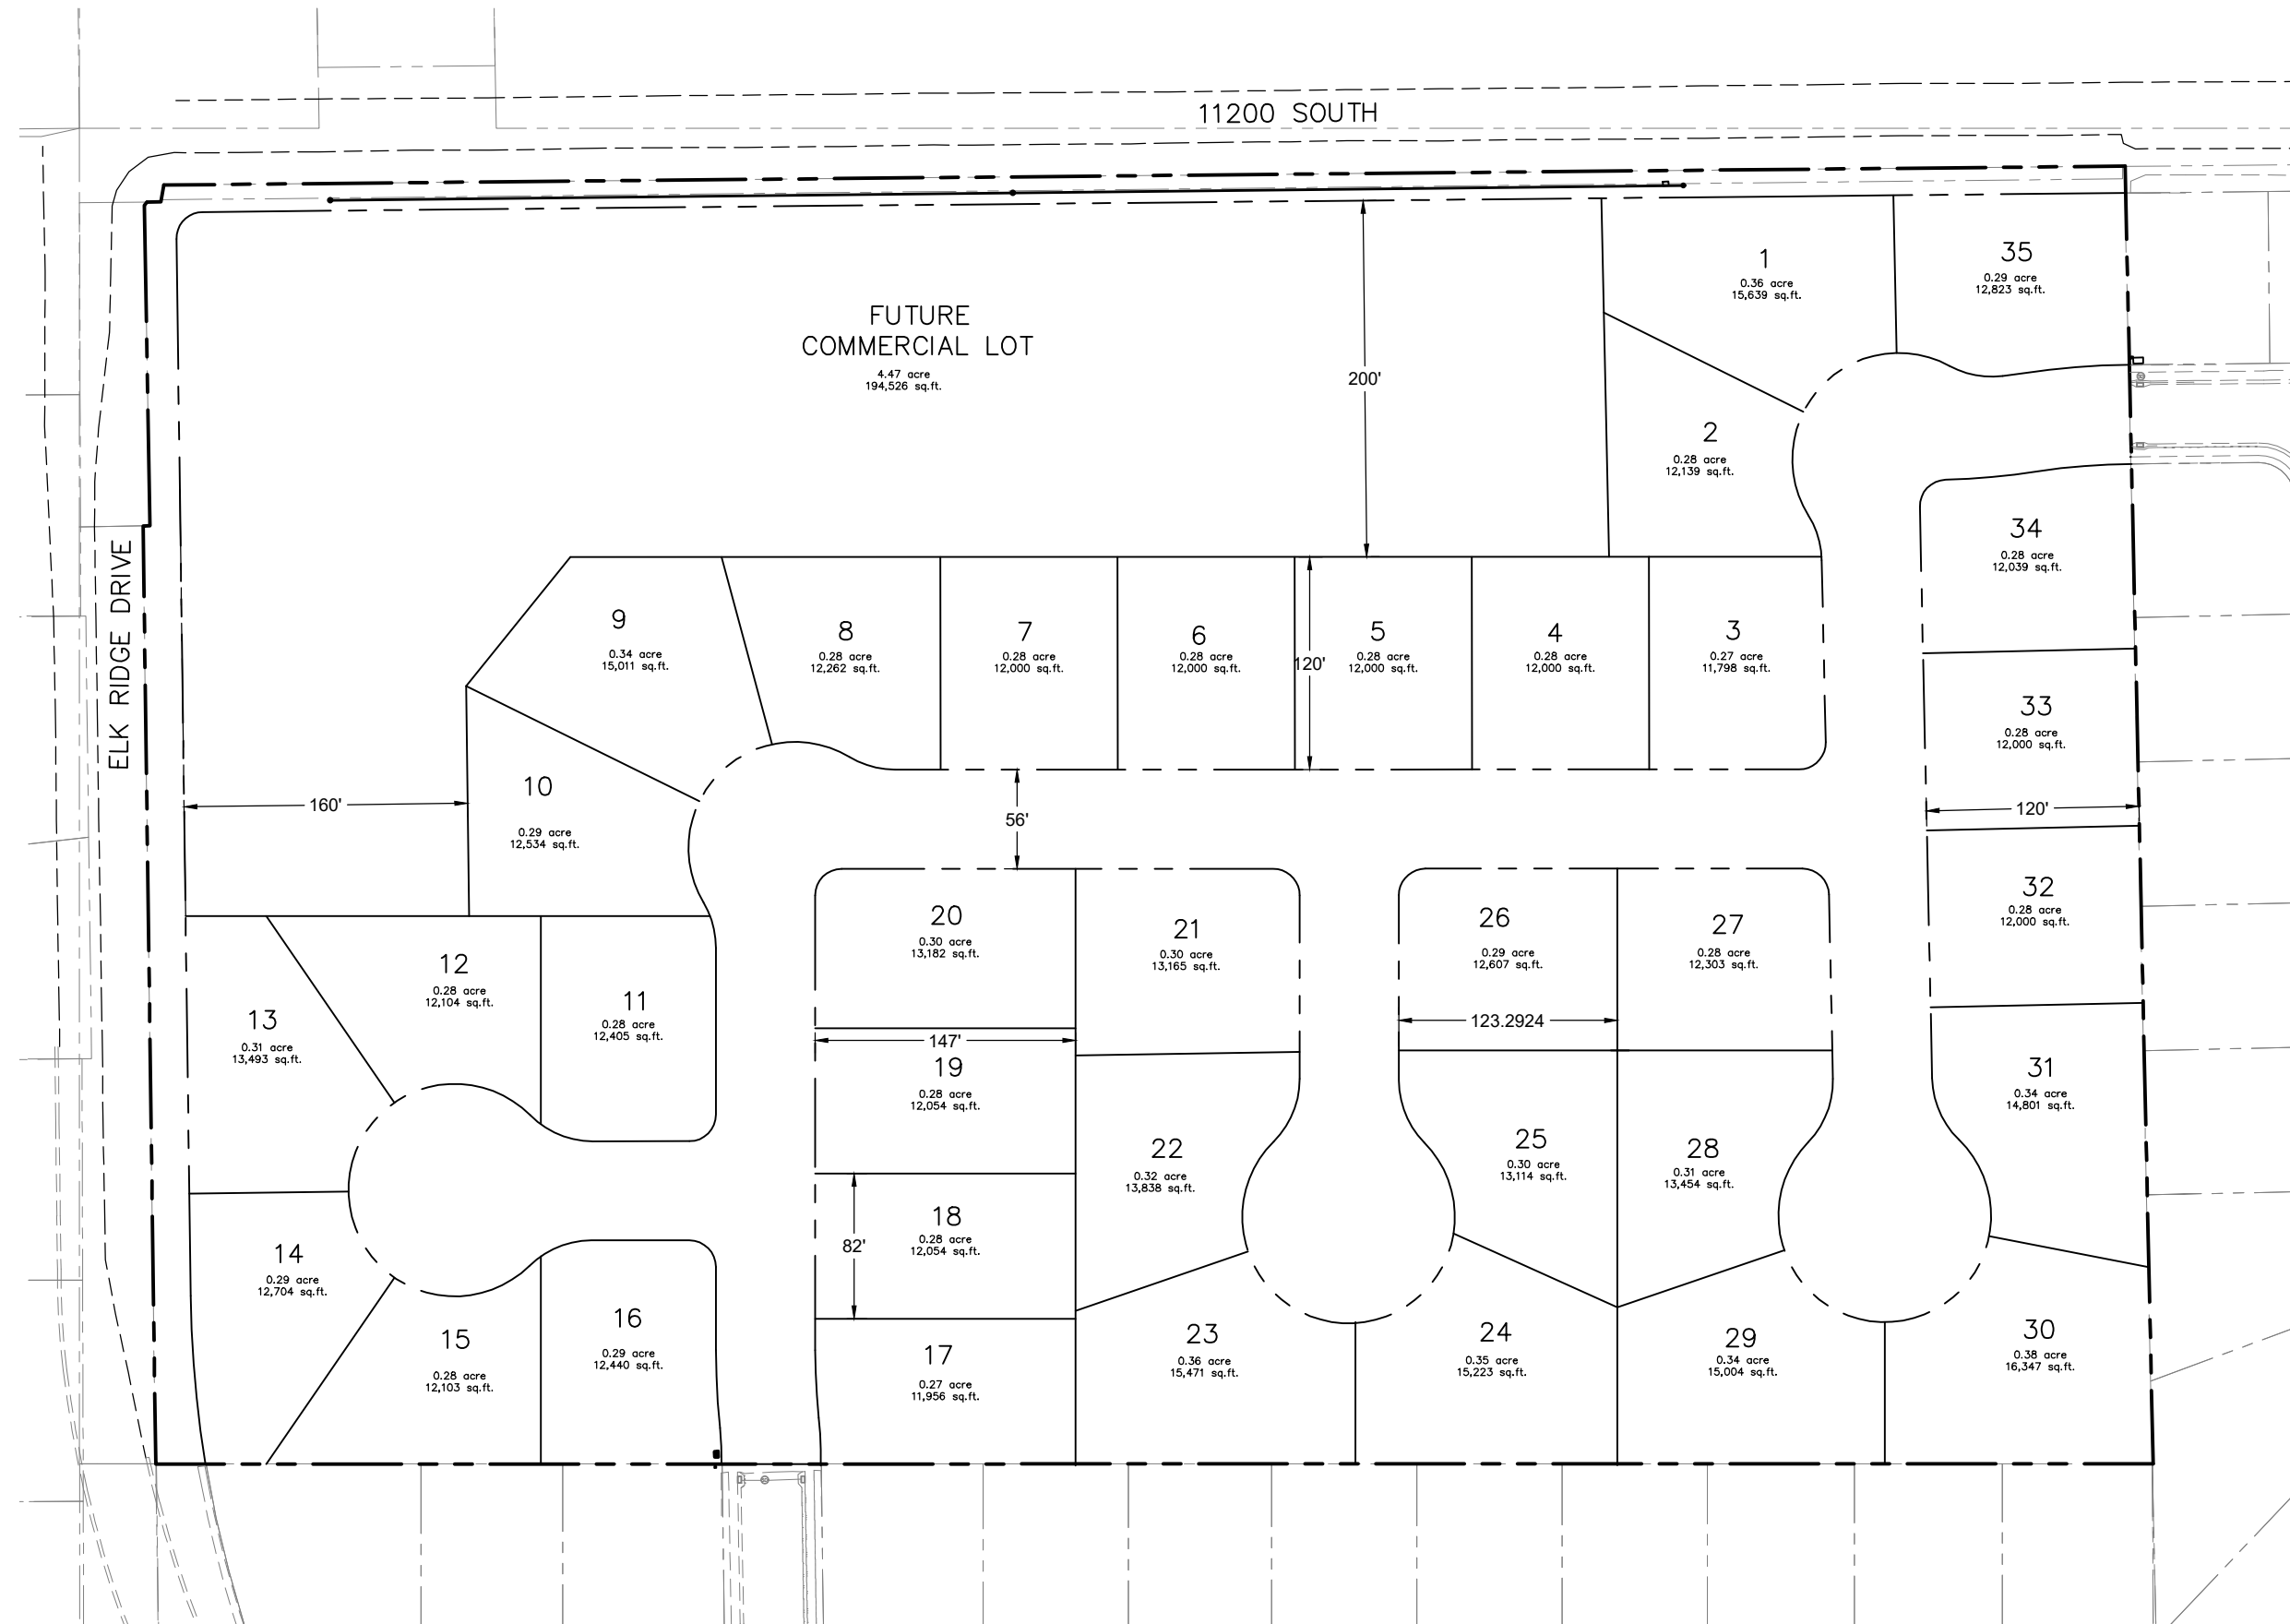 11200 SOUTH
ELK RIDGE DRIVE
FUTURE
COMMERCIAL LOT
4.47 acre
194,526 sq.ft.
200'
1
0.36 acre
15,639 sq.ft.
35
0.29 acre
12,823 sq.ft.
2
0.28 acre
12,139 sq.ft.
34
0.28 acre
12,039 sq.ft.
9
0.34 acre
15,011 sq.ft.
8
0.28 acre
12,262 sq.ft.
7
0.28 acre
12,000 sq.ft.
6
0.28 acre
12,000 sq.ft.
120'
5
0.28 acre
12,000 sq.ft.
4
0.28 acre
12,000 sq.ft.
3
0.27 acre
11,798 sq.ft.
33
0.28 acre
12,000 sq.ft.
10
0.29 acre
12,534 sq.ft.
160'
56'
120'
20
0.30 acre
13,182 sq.ft.
21
0.30 acre
13,165 sq.ft.
26
0.29 acre
12,607 sq.ft.
27
0.28 acre
12,303 sq.ft.
32
0.28 acre
12,000 sq.ft.
12
0.28 acre
12,104 sq.ft.
11
0.28 acre
12,405 sq.ft.
13
0.31 acre
13,493 sq.ft.
147'
123.2924
19
0.28 acre
12,054 sq.ft.
31
0.34 acre
14,801 sq.ft.
22
0.32 acre
13,838 sq.ft.
25
0.30 acre
13,114 sq.ft.
28
0.31 acre
13,454 sq.ft.
18
0.28 acre
12,054 sq.ft.
82'
14
0.29 acre
12,704 sq.ft.
15
0.28 acre
12,103 sq.ft.
16
0.29 acre
12,440 sq.ft.
17
0.27 acre
11,956 sq.ft.
23
0.36 acre
15,471 sq.ft.
24
0.35 acre
15,223 sq.ft.
29
0.34 acre
15,004 sq.ft.
30
0.38 acre
16,347 sq.ft.